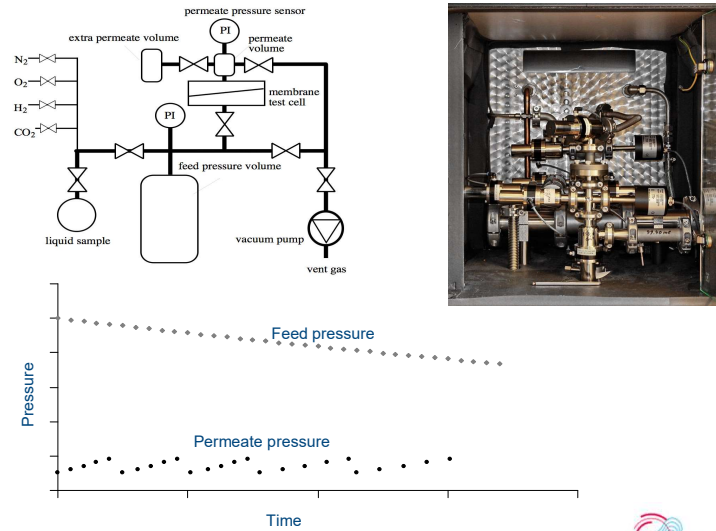 permeate pressure sensor
PI
extra permeate volume
permeate
volume
N₂
O₂
H₂
CO₂
membrane
test cell
PI
feed pressure volume
liquid sample
vacuum pump
vent gas
Feed pressure
Permeate pressure
Pressure
Time